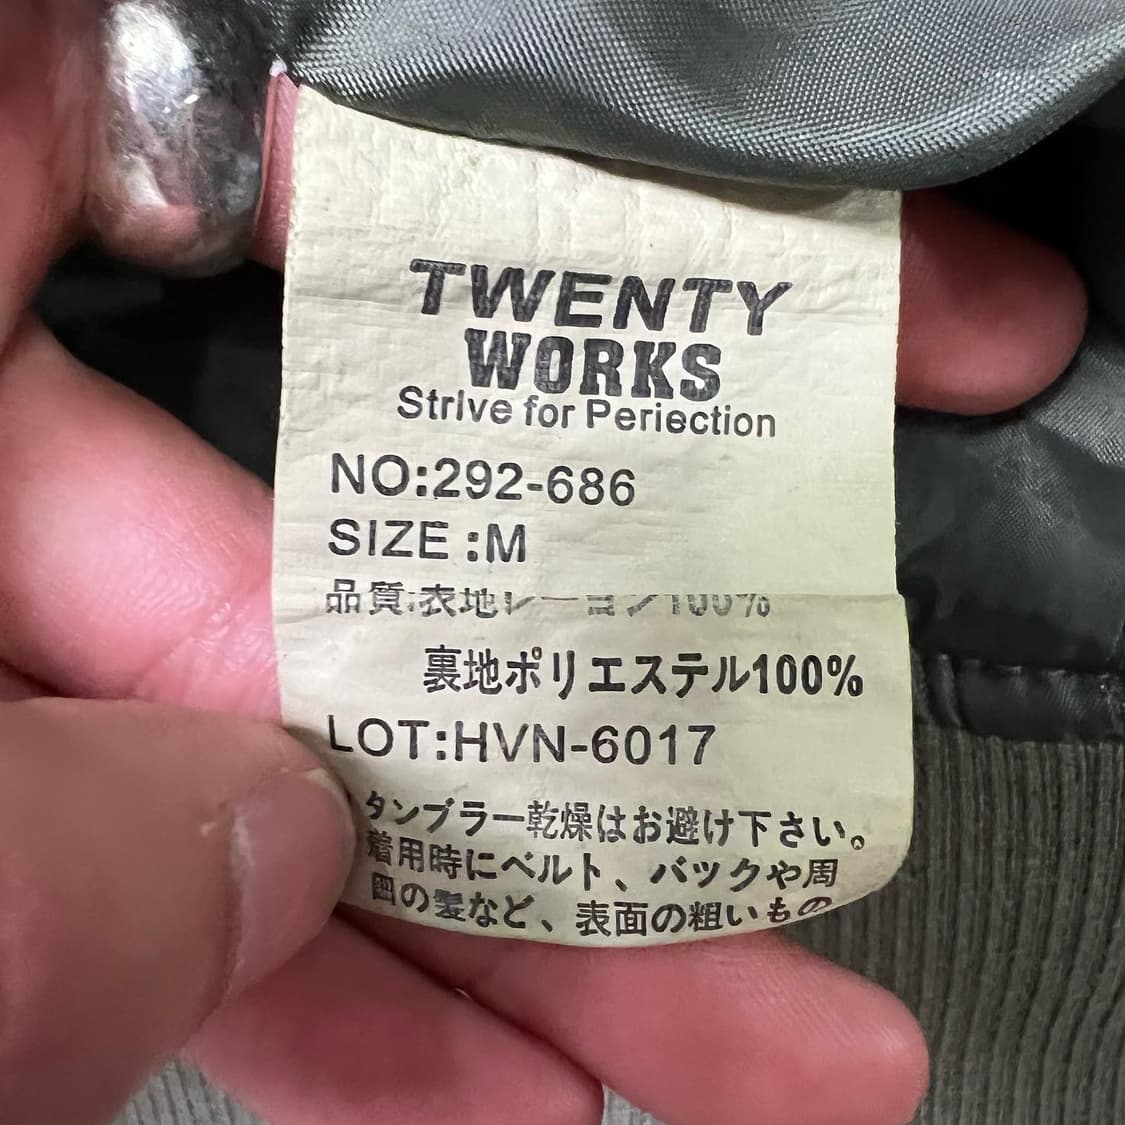 TWENTY
WORKS
Strive for Periection
NO:292-686
SIZE :M
品質:表地レーヨン100%
裏地ポリエステル100%
LOT:HVN-6017
タンブラー乾燥はお避け下さい。
着用時にベルト、バックや周
囲の髪など、表面の粗いもの